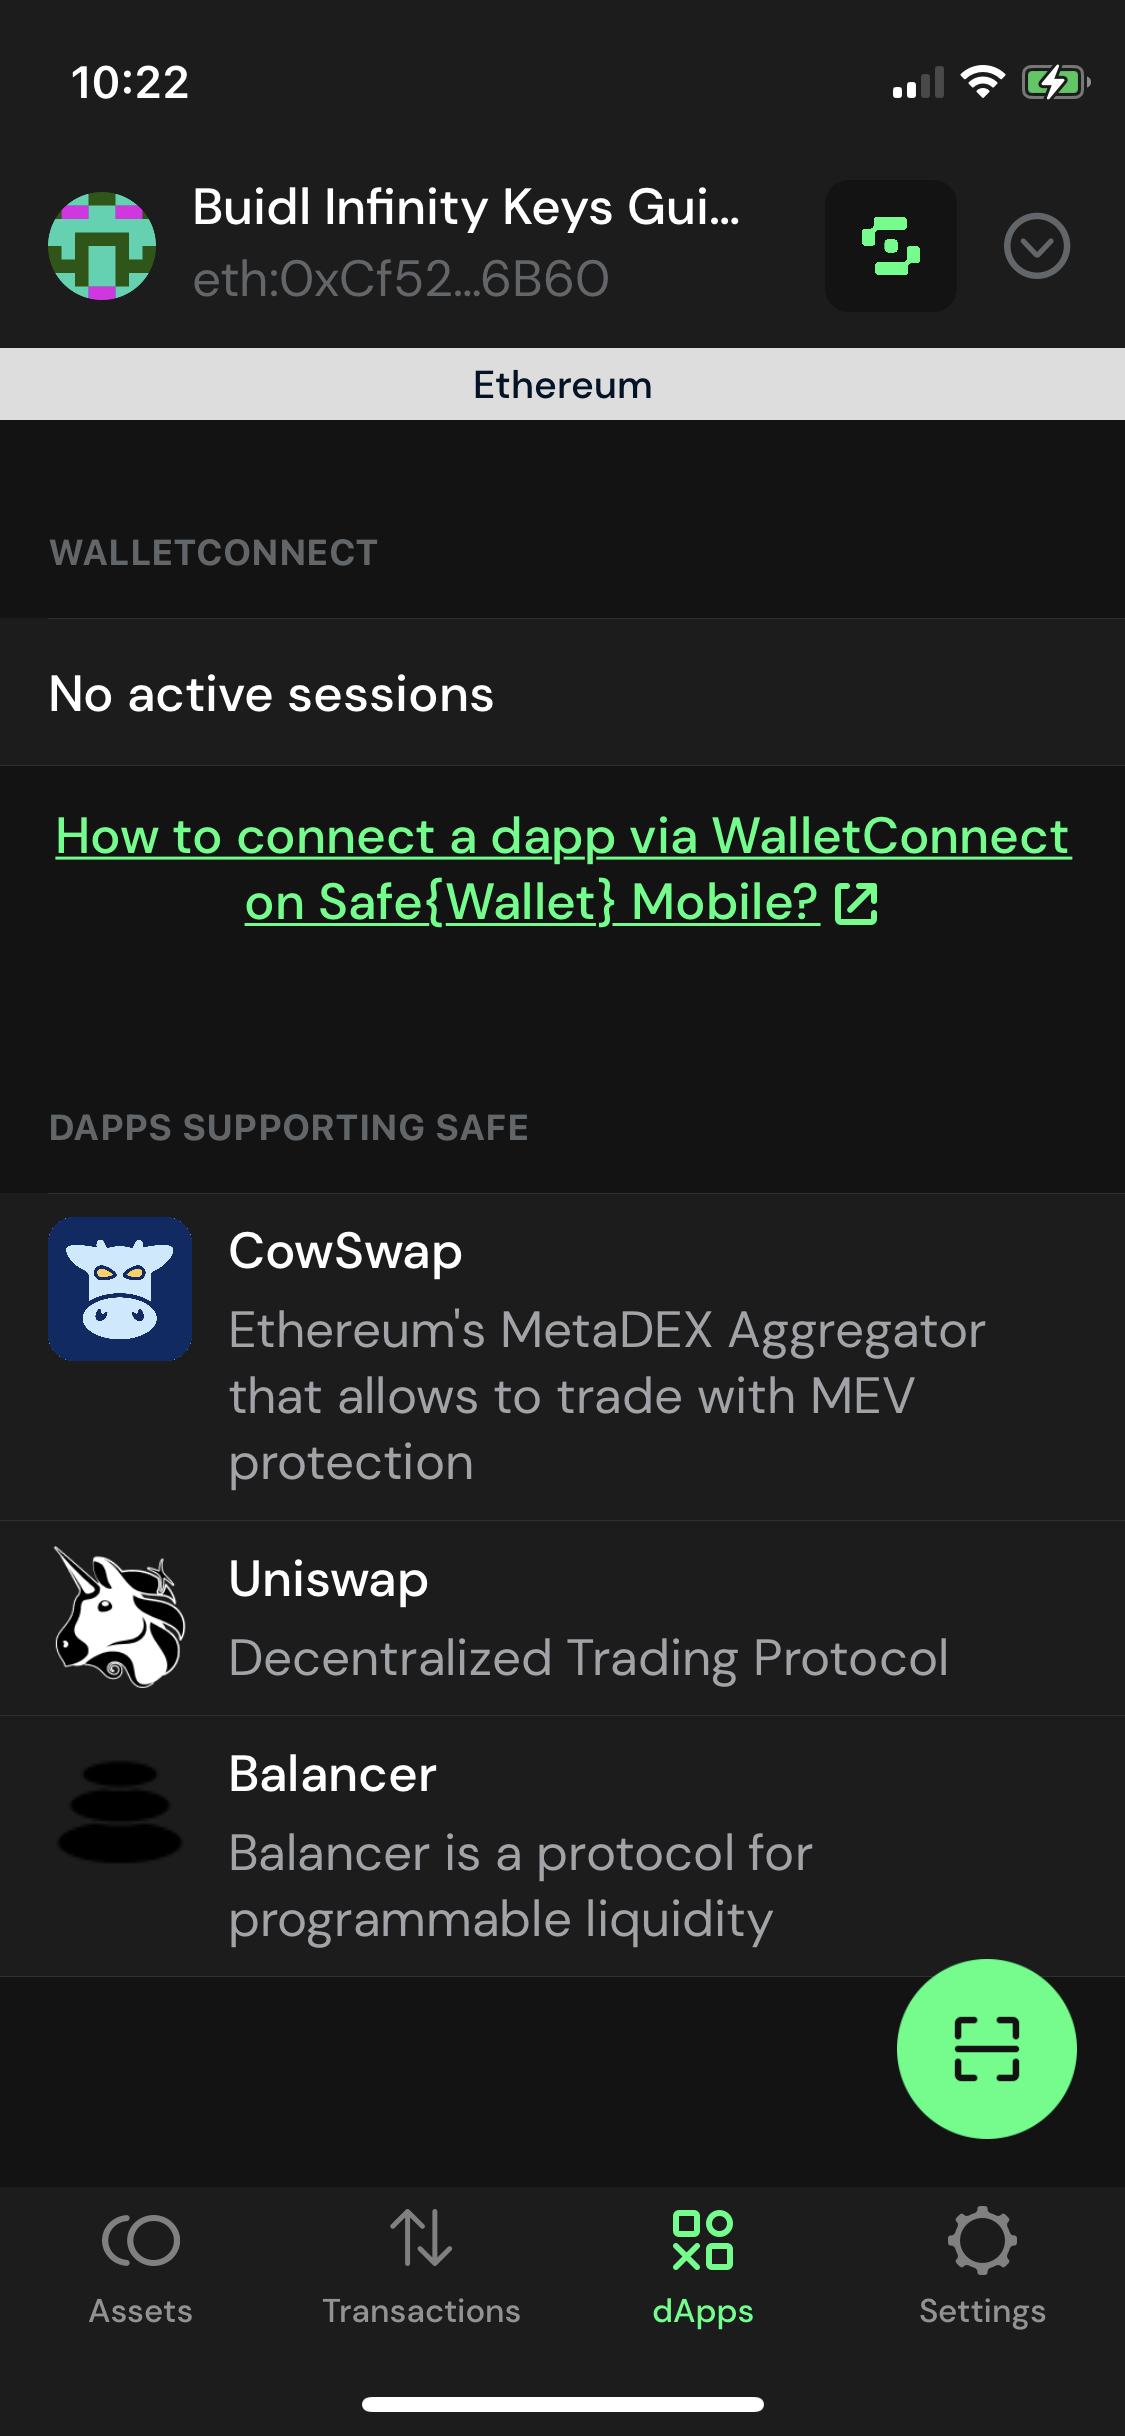 10:22
Buidl Infinity Keys Gui...
eth:0xCf52...6B60
Ethereum
WALLETCONNECT
No active sessions
How to connect a dapp via WalletConnect
on Safe{Wallet} Mobile?
DAPPS SUPPORTING SAFE
CowSwap
Ethereum's MetaDEX Aggregator
that allows to trade with MEV
protection
Uniswap
Decentralized Trading Protocol
Balancer
Balancer is a protocol for
programmable liquidity
Assets
Transactions
dApps
Settings